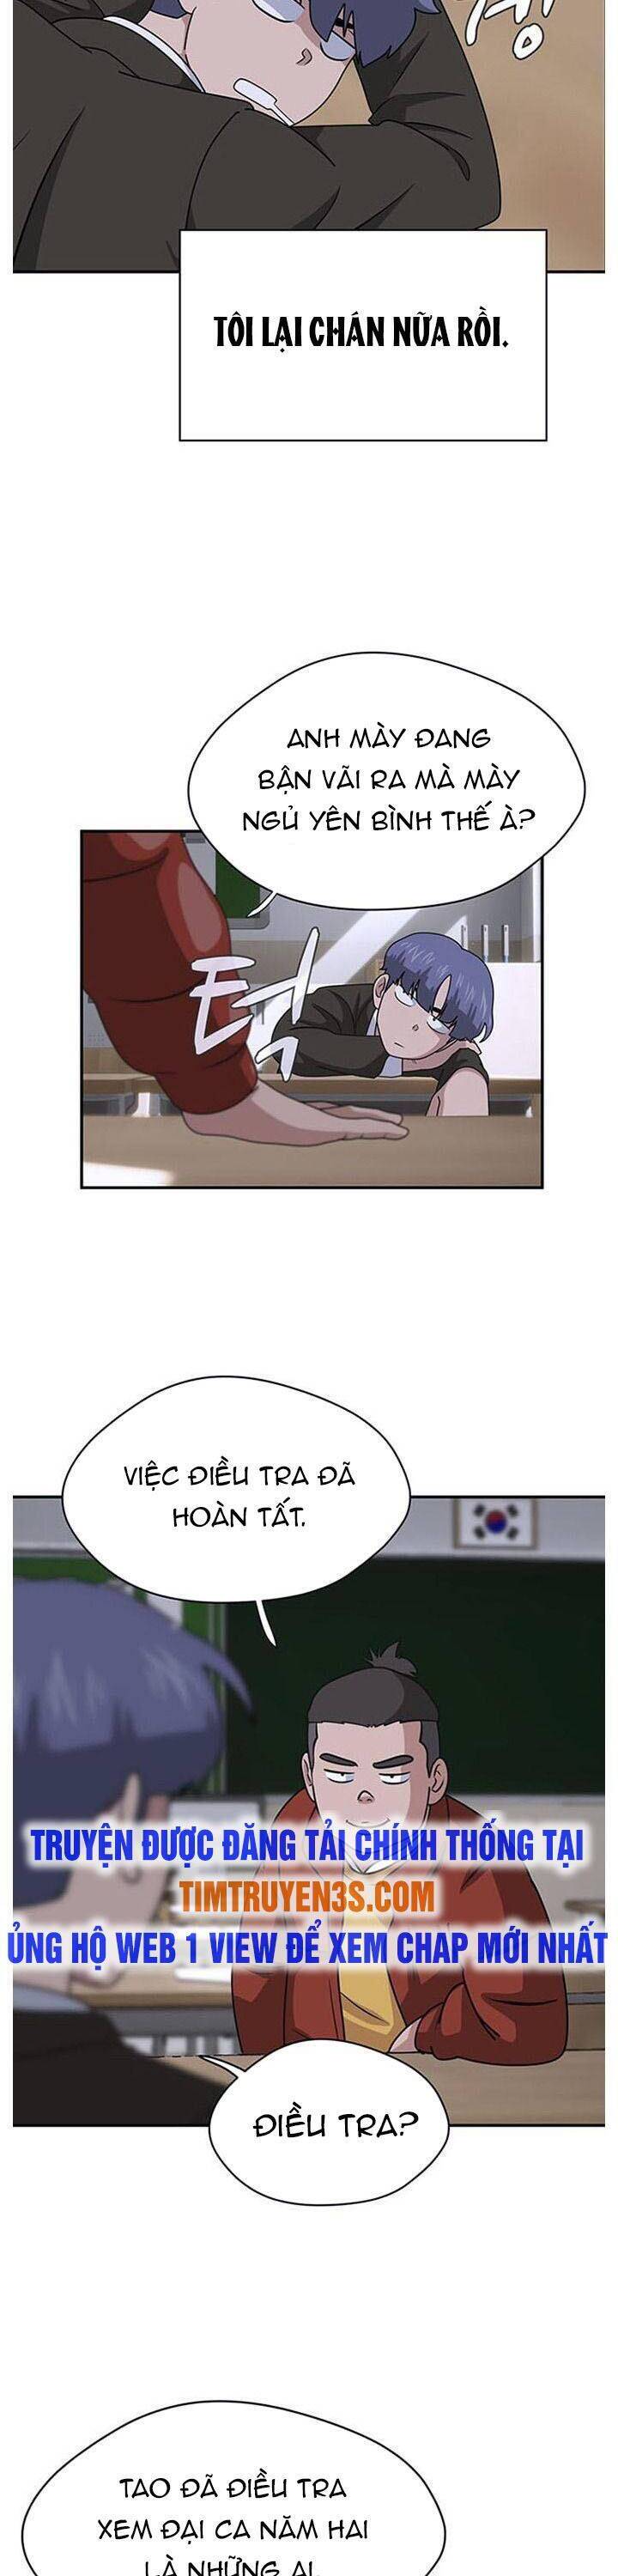 TÔI LẠI CHÁN NỮA RỒI.
ANH MÀY ĐANG
BẬN VÃI RA MÀ MÀY
NGỦ YÊN BÌNH THẾ À?
VIỆC ĐIỀU TRA ĐÃ
HOÀN TẤT.
TRUYỆN ĐƯỢC ĐĂNG TẢI CHÍNH THỐNG TẠI
TIMTRUYEN3S.COM
ỦNG HỘ WEB 1 VIEW ĐỂ XEM CHAP MỚI NHẤT
ĐIỀU TRA?
TAO ĐÃ ĐIỀU TRA
XEM ĐẠI CA NĂM HAI
LÀ NHỮNG AI.